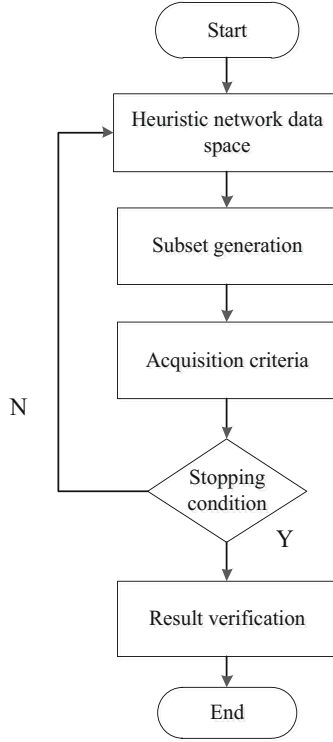 Start
Heuristic network data
space
Subset generation
Acquisition criteria
N
Stopping
condition
Y
Result verification
End